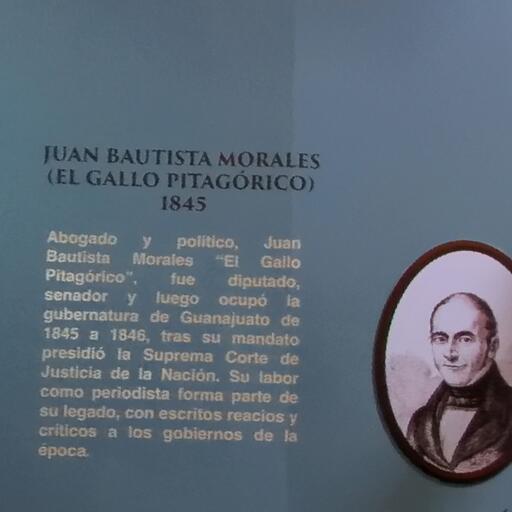 JUAN BAUTISTA MORALES
(EL GALLO PITAGÓRICO)
1845
Abogado y político, Juan
Bautista Morales "El Gallo
Pitagórico", fue diputado,
senador y luego ocupó la
gubernatura de Guanajuato de
1845 a 1846, tras su mandato
presidió la Suprema Corte de
Justicia de la Nación. Su labor
como periodista forma parte de
su legado, con escritos reacios y
críticos a los gobiernos de la
época.